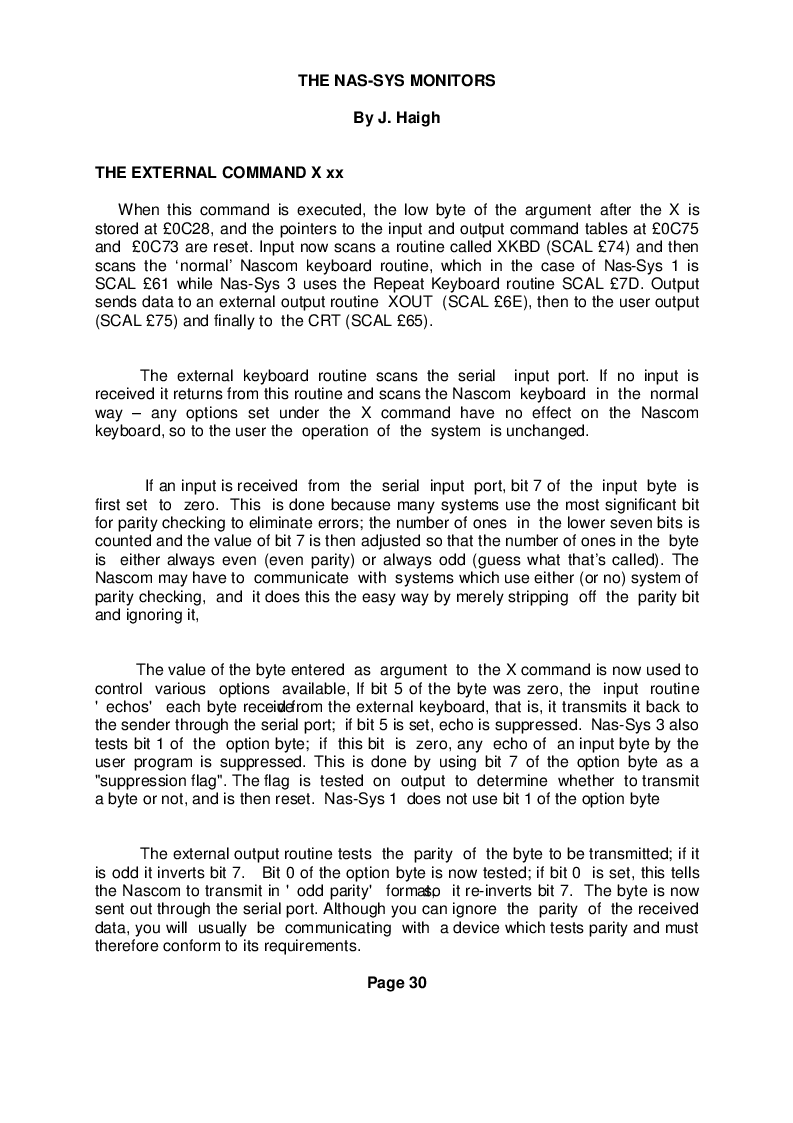 THE NAS-SYS MONITORS
By J. Haigh
THE EXTERNAL COMMAND X xx
When this command is executed, the low byte of the argument after the X is
stored at £0C28, and the pointers to the input and output command tables at £0C75
and £0C73 are reset. Input now scans a routine called XKBD (SCAL £74) and then
scans the ‘normal’ Nascom keyboard routine, which in the case of Nas-Sys 1 is
SCAL £61 while Nas-Sys 3 uses the Repeat Keyboard routine SCAL £7D. Output
sends data to an external output routine XOUT (SCAL £6E), then to the user output
(SCAL £75) and finally to the CRT (SCAL £65).
The external keyboard routine scans the serial input port. If no input is
received it returns from this routine and scans the Nascom keyboard in the normal
way – any options set under the X command have no effect on the Nascom
keyboard, so to the user the operation of the system is unchanged.
If an input is received from the serial input port, bit 7 of the input byte is
first set to zero. This is done because many systems use the most significant bit
for parity checking to eliminate errors; the number of ones in the lower seven bits is
counted and the value of bit 7 is then adjusted so that the number of ones in the byte
is either always even (even parity) or always odd (guess what that’s called). The
Nascom may have to communicate with systems which use either (or no) system of
parity checking, and it does this the easy way by merely stripping off the parity bit
and ignoring it,
The value of the byte entered as argument to the X command is now used to
control various options available, If bit 5 of the byte was zero, the input routine
' echos' each byte received from the external keyboard, that is, it transmits it back to
the sender through the serial port; if bit 5 is set, echo is suppressed. Nas-Sys 3 also
tests bit 1 of the option byte; if this bit is zero, any echo of an input byte by the
user program is suppressed. This is done by using bit 7 of the option byte as a
"suppression flag". The flag is tested on output to determine whether to transmit
a byte or not, and is then reset. Nas-Sys 1 does not use bit 1 of the option byte
The external output routine tests the parity of the byte to be transmitted; if it
is odd it inverts bit 7. Bit 0 of the option byte is now tested; if bit 0 is set, this tells
the Nascom to transmit in ' odd parity' format, so it re-inverts bit 7. The byte is now
sent out through the serial port. Although you can ignore the parity of the received
data, you will usually be communicating with a device which tests parity and must
therefore conform to its requirements.
Page 30